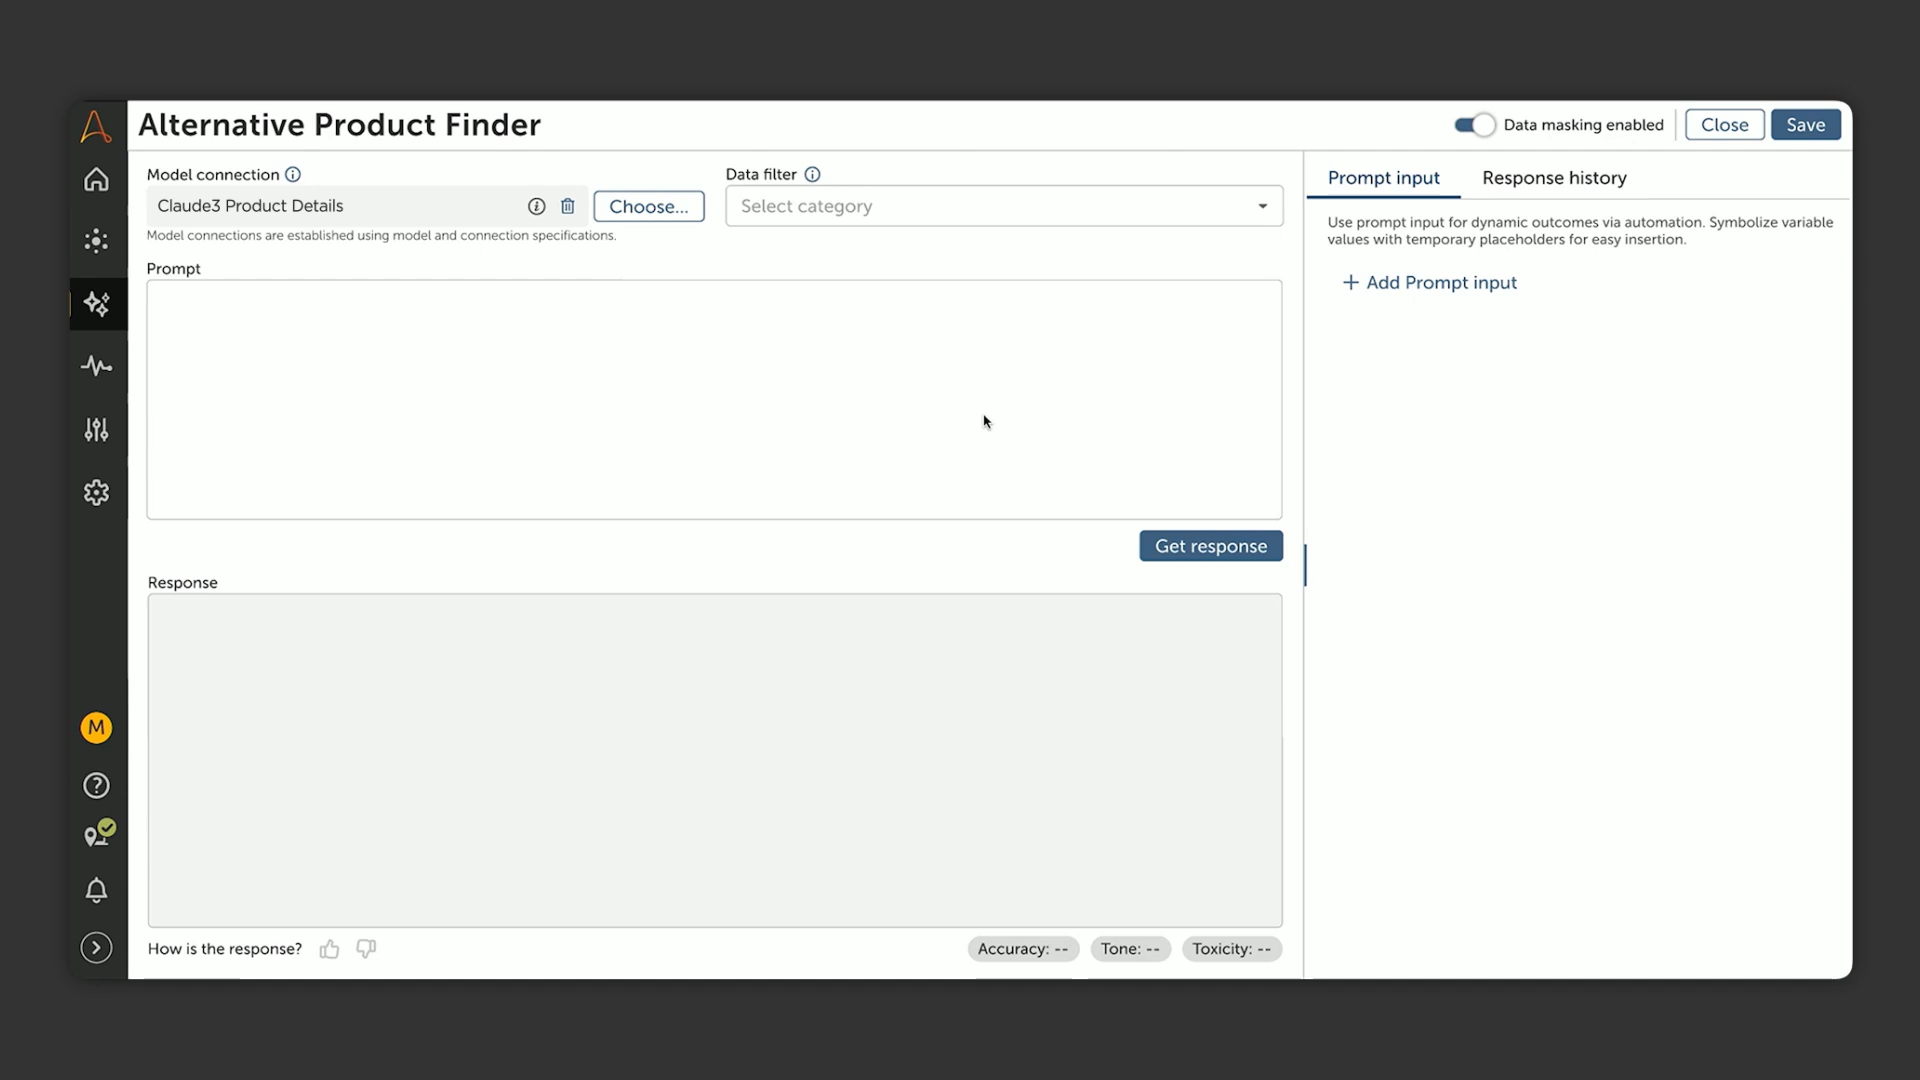 Alternative Product Finder
Data masking enabled
Close
Save
Model connection
Data filter
Claude3 Product Details
Choose...
Select category
Model connections are established using model and connection specifications.
Prompt
Get response
Response
How is the response?
Accuracy: --
Tone: --
Toxicity: --
Prompt input
Response history
Use prompt input for dynamic outcomes via automation. Symbolize variable
values with temporary placeholders for easy insertion.
+ Add Prompt input
M